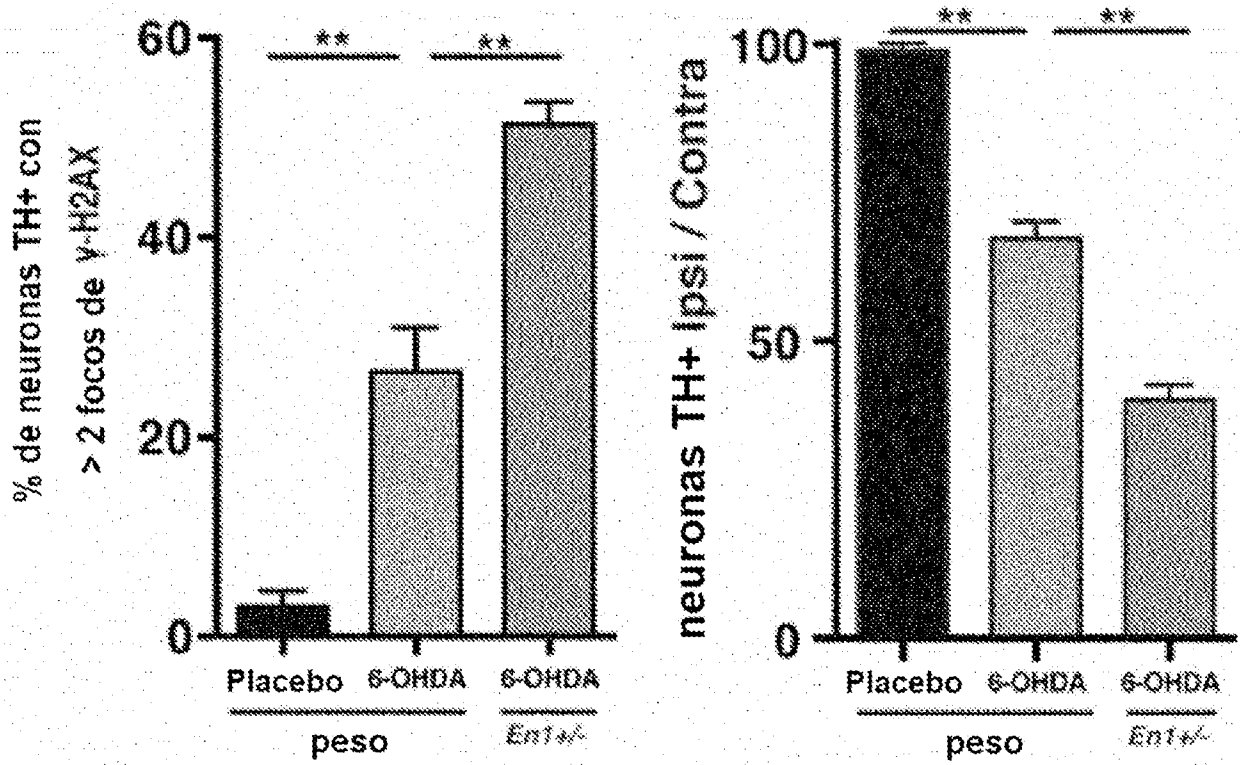 % de neuronas TH+ con
> 2 focos de γ-H2AX
60
40
20
0
**
**
Placebo
6-OHDA
6-OHDA
peso
En1+/-
neuronas TH+ Ipsi / Contra
100
50
0
**
**
Placebo
6-OHDA
6-OHDA
peso
En1+/-